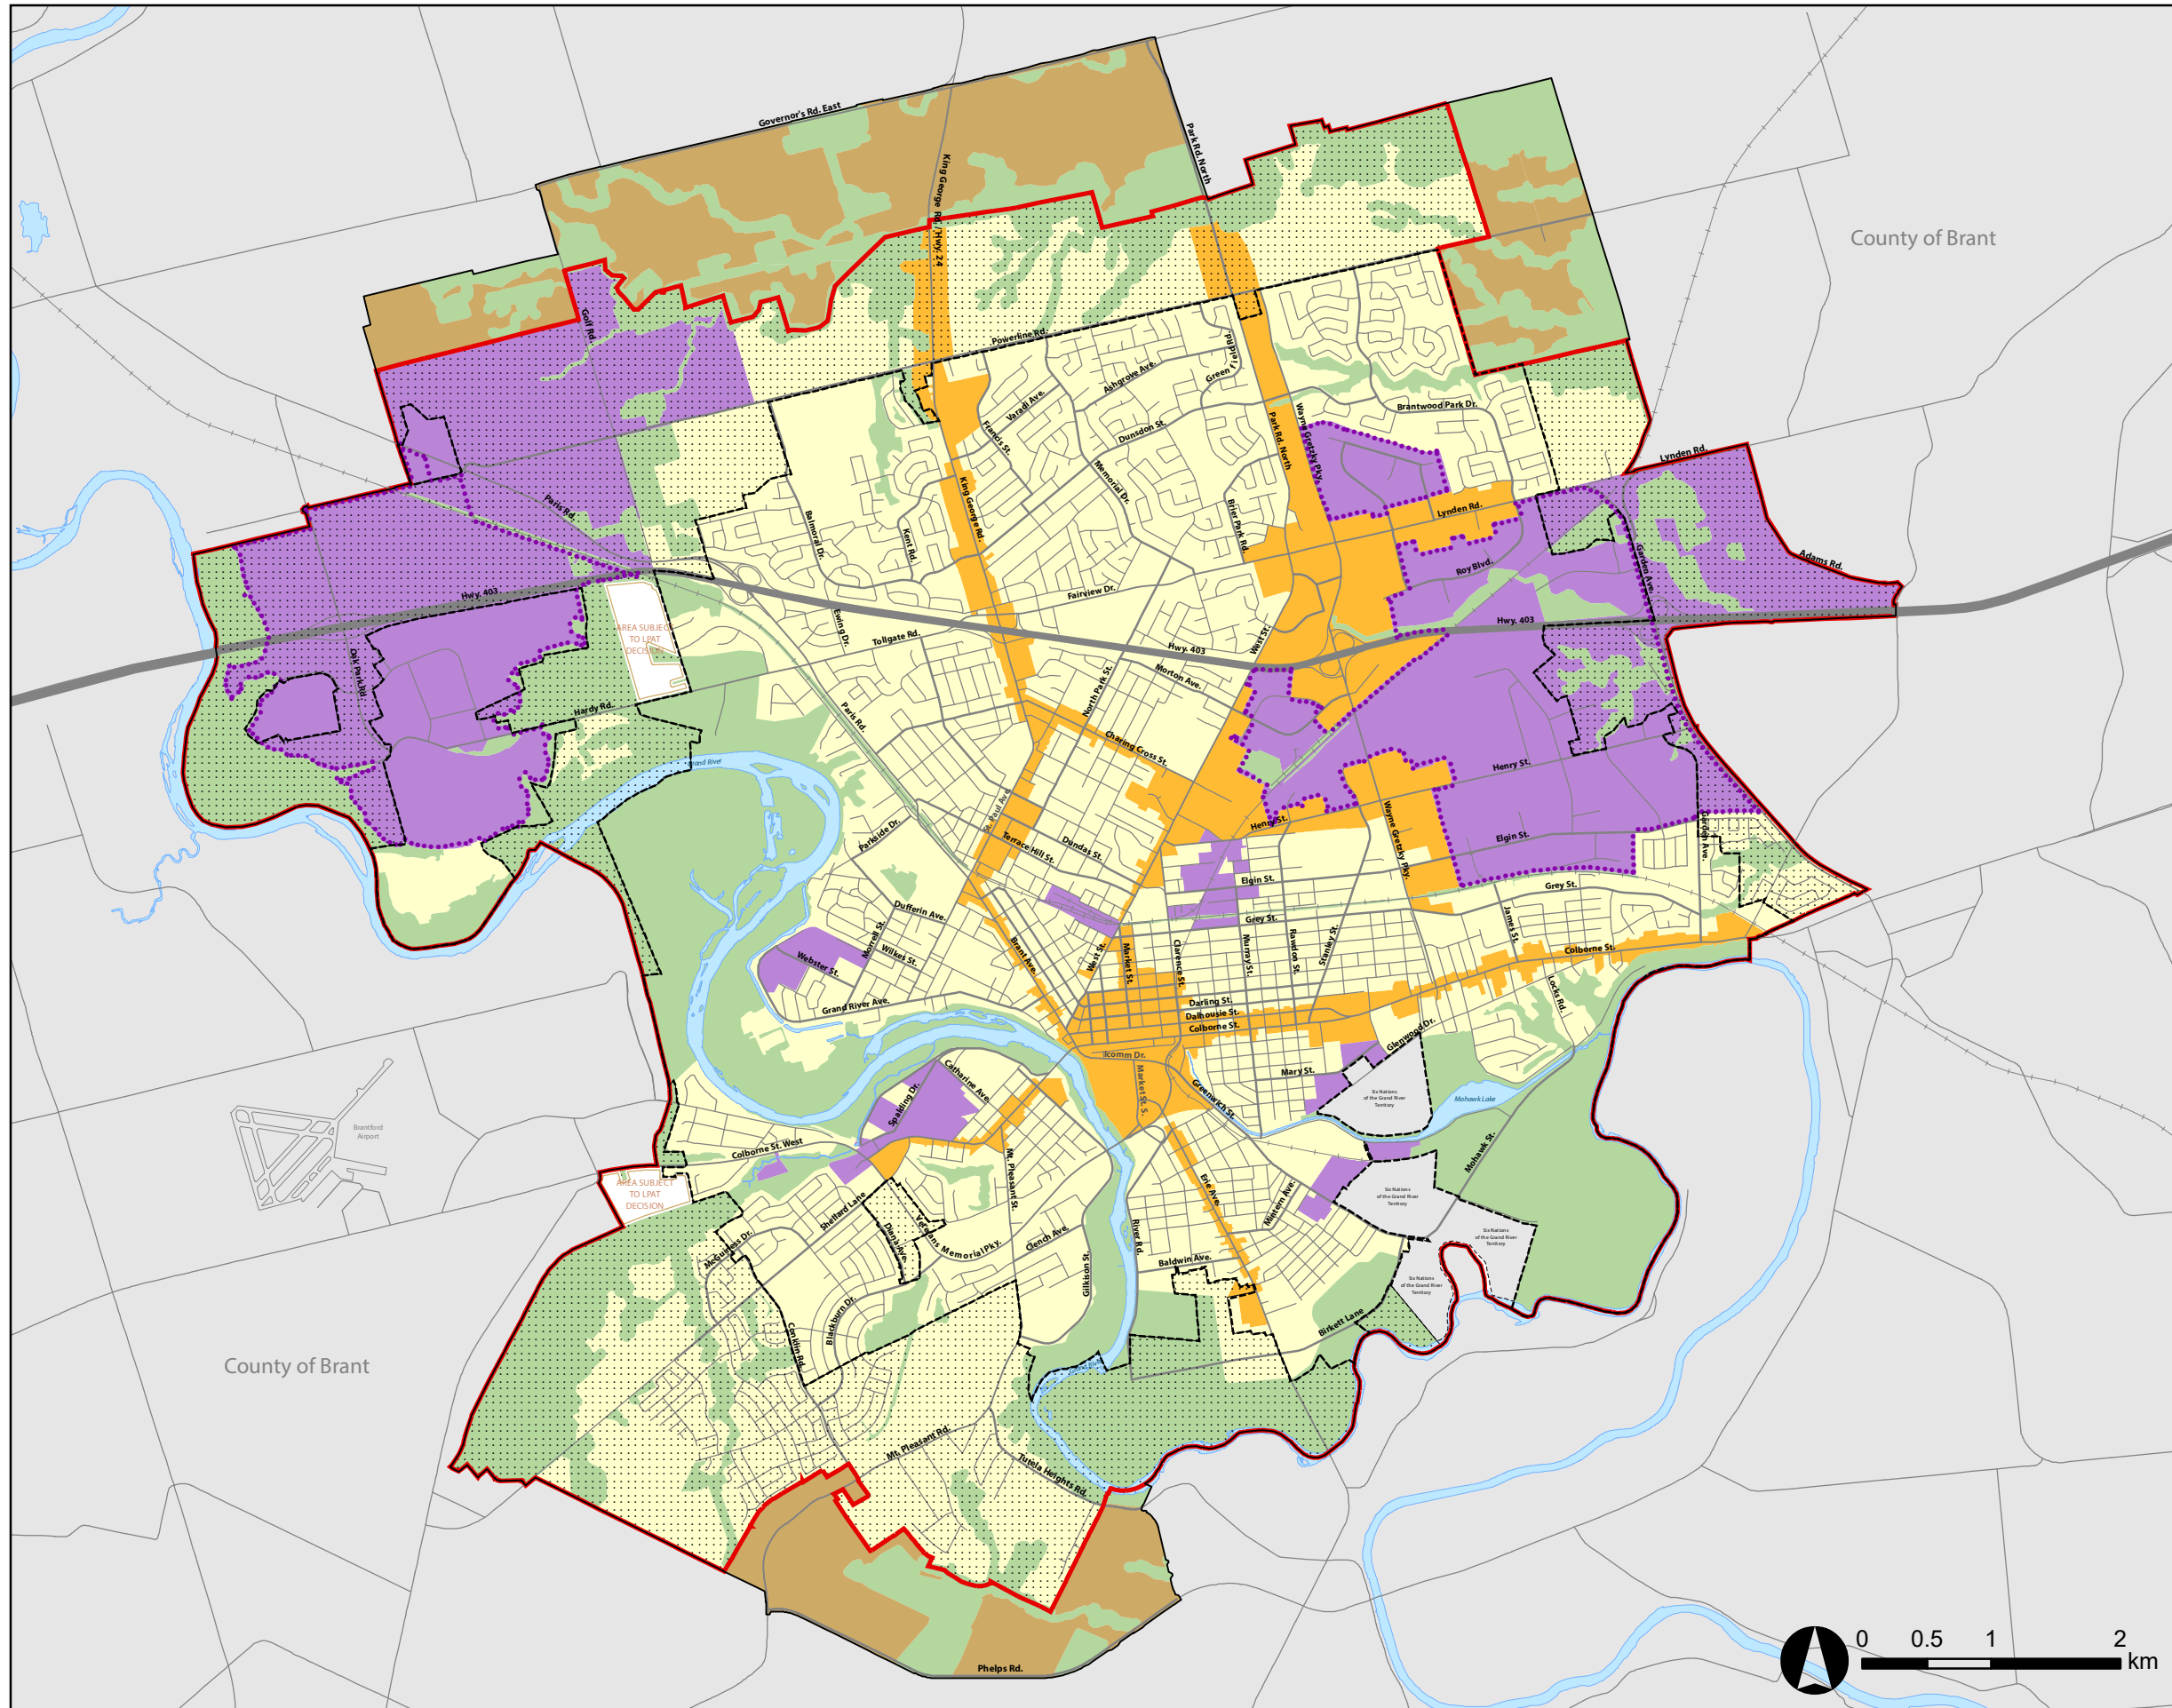 Governor's Rd. East
Park Rd. North
King George Rd. / Hwy. 24
County of Brant
Golf Rd.
Powerline Rd.
Green
field Rd.
Ashgrove Ave.
Varadi Ave.
Francis St.
Dunsdon St.
Memorial Dr.
Park Rd. North
Wayne Gretzky Pky.
Brantwood Park Dr.
Lynden Rd.
Lynden Rd.
Adams Rd.
Paris Rd.
Balmoral Dr.
Kent Rd.
King George Rd.
Brier Park Rd.
Roy Blvd.
Garden Ave.
Hwy. 403
Fairview Dr.
Hwy. 403
AREA SUBJECT
TO LPAT
DECISION
Ewing Dr.
Tollgate Rd.
Hwy. 403
West St.
Morton Ave.
North Park St.
Oak Park Rd.
Hardy Rd.
Paris Rd.
Charing Cross St.
Grand River
Henry St.
St. Paul Ave.
Parkside Dr.
Terrace Hill St.
Dundas St.
Henry St.
Wayne Gretzky Pky.
Elgin St.
Garden Ave.
Elgin St.
Grey St.
Dufferin Ave.
Morrell St.
Wilkes St.
Webster St.
Brant Ave.
West St.
Market St.
Clarence St.
Grey St.
Murray St.
Rawdon St.
Stanley St.
James St.
Colborne St.
Locks Rd.
Grand River Ave.
Darling St.
Dalhousie St.
Colborne St.
Icomm Dr.
Glenwood Dr.
Market St. S.
Mary St.
Greenwich St.
Six Nations
of the Grand River
Territory
Mohawk Lake
Catharine Ave.
Spalding Dr.
Brantford
Airport
Colborne St. West
Mt. Pleasant St.
Erie Ave.
Mohawk St.
AREA SUBJECT
TO LPAT
DECISION
Shellard Lane
Diana Ave.
Veterans Memorial Pky.
McGuiness Dr.
Clench Ave.
Gilkison St.
River Rd.
Mintern Ave.
Baldwin Ave.
Six Nations
of the Grand River
Territory
Six Nations
of the Grand River
Territory
Six Nations
of the Grand River
Territory
Blackburn Dr.
Conklin Rd.
Birkett Lane
Grand River
County of Brant
Mt. Pleasant Rd.
Tutela Heights Rd.
Phelps Rd.
0 0.5 1 2
km